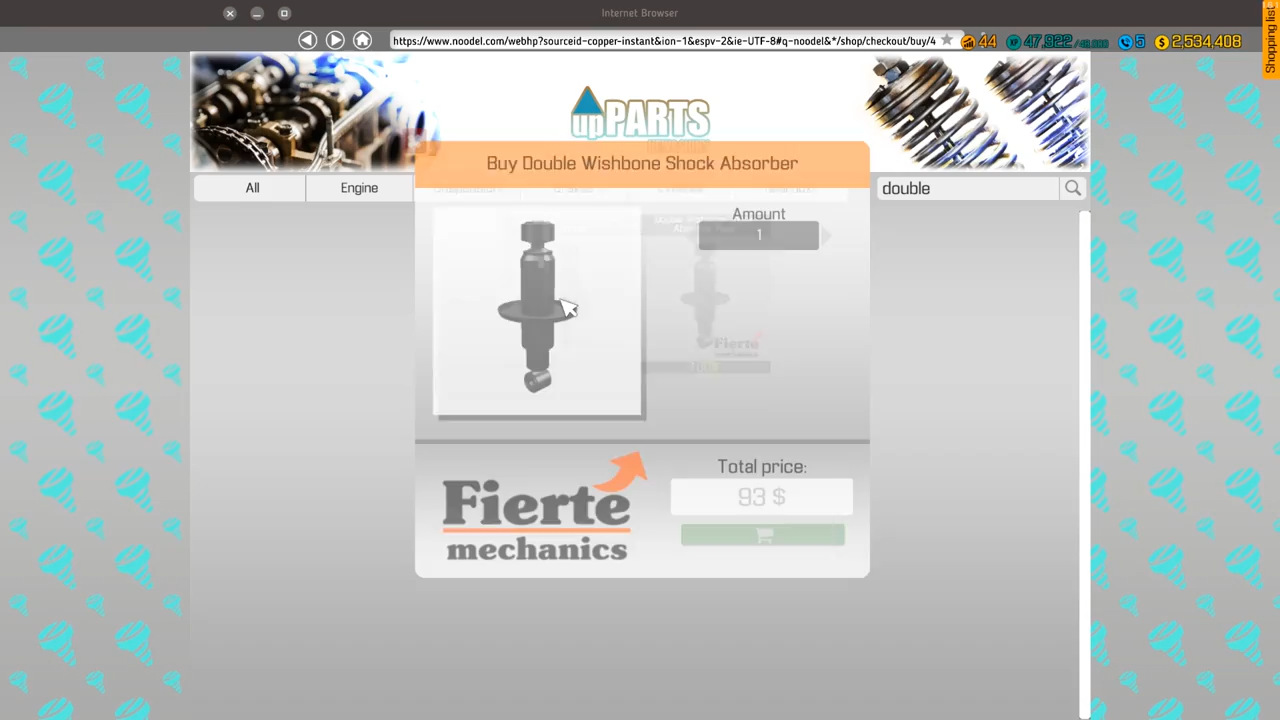 Internet Browser
https://www.noodel.com/webhp?sourceid-copper-instant&ion-1&espv-2&ie-UTF-8#q-noodel&*/shop/checkout/buy/4
44
47,922
5
2,534,408
Shopping list
upPARTS
Buy Double Wishbone Shock Absorber
All
Engine
double
Amount
1
Fierte
Fierte
mechanics
Total price:
93 $